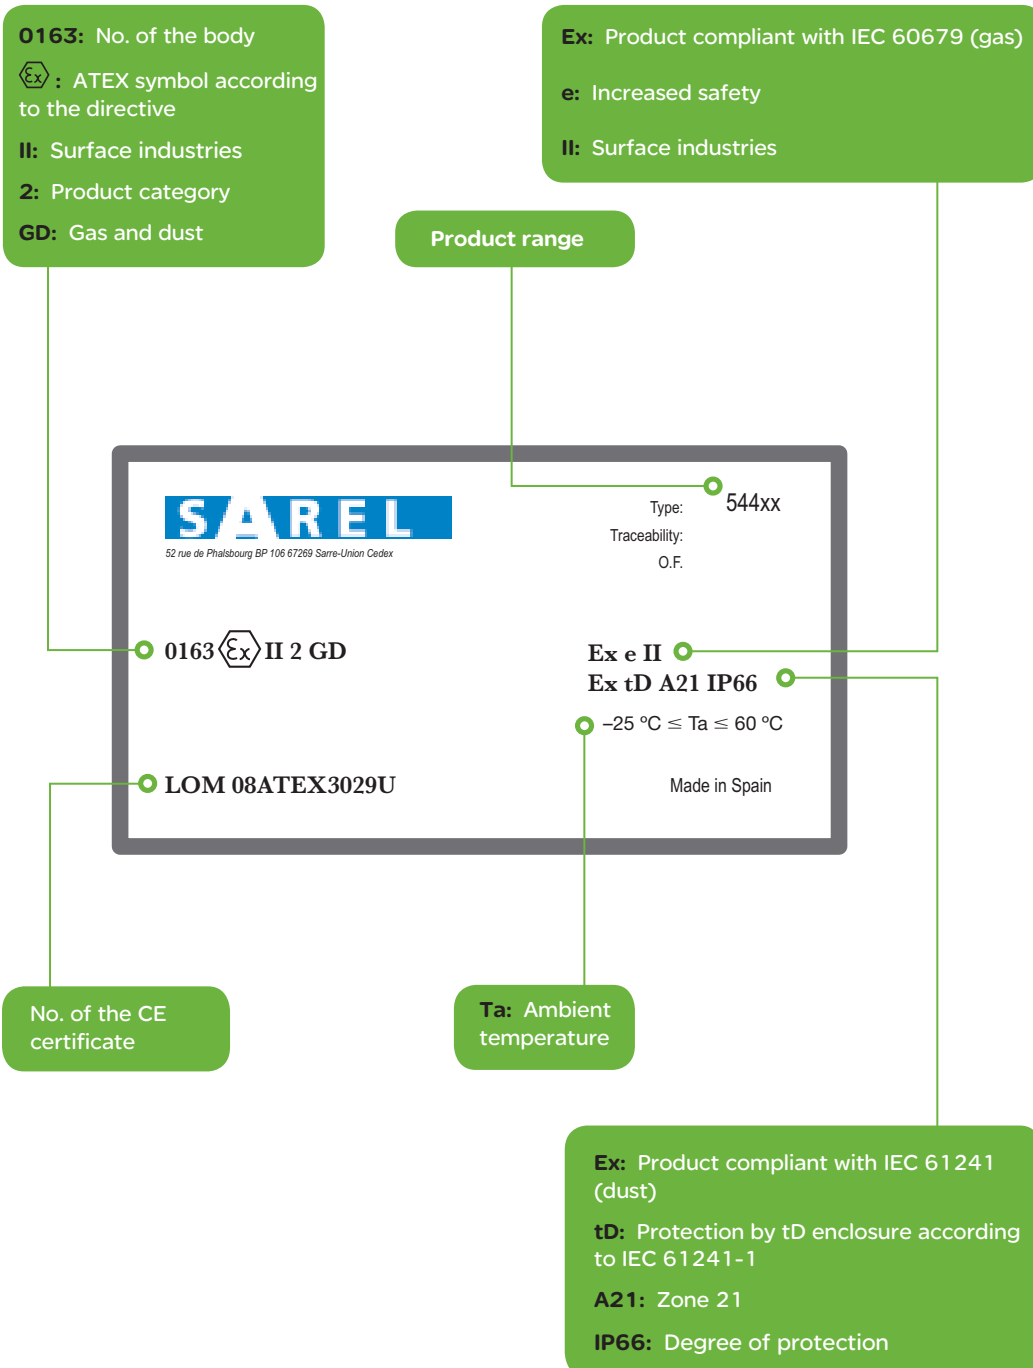 0163: No. of the body
Ex : ATEX symbol according
to the directive
II: Surface industries
2: Product category
GD: Gas and dust
Ex: Product compliant with IEC 60679 (gas)
e: Increased safety
II: Surface industries
Product range
SAREL
52 rue de Phalsbourg BP 106 67269 Sarre-Union Cedex
Type: 544xx
Traceability:
O.F.
0163 Ex II 2 GD
Ex e II
Ex tD A21 IP66
–25 ºC ≤ Ta ≤ 60 ºC
LOM 08ATEX3029U
Made in Spain
No. of the CE
certificate
Ta: Ambient
temperature
Ex: Product compliant with IEC 61241
(dust)
tD: Protection by tD enclosure according
to IEC 61241-1
A21: Zone 21
IP66: Degree of protection